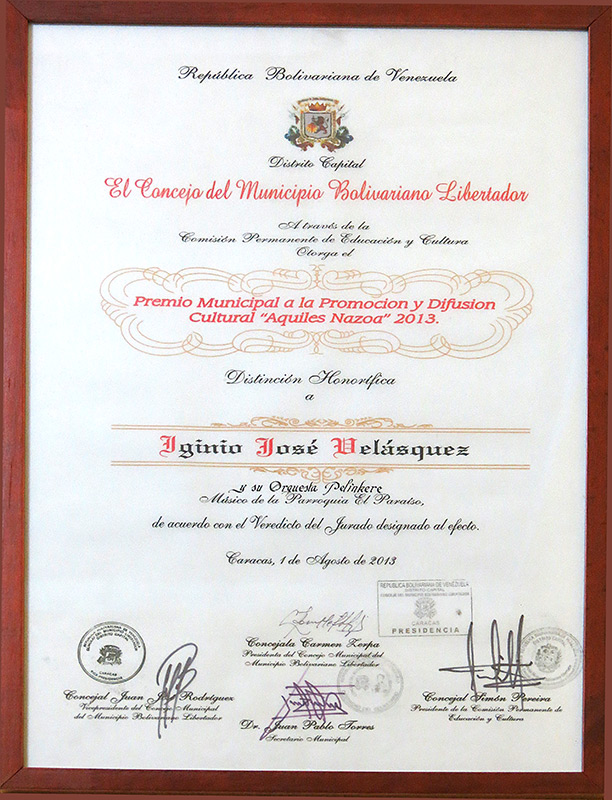 República Bolivariana de Venezuela
Distrito Capital
El Concejo del Municipio Bolivariano Libertador
A través de la
Comisión Permanente de Educación y Cultura
Otorga el
Premio Municipal a la Promocion y Difusion
Cultural "Aquiles Nazoa" 2013.
Distinción Honorífica
a
Iginio José Velásquez
y su Orquesta Pelinkere
Músico de la Parroquia El Paraíso,
de acuerdo con el Veredicto del Jurado designado al efecto.
Caracas, 1 de Agosto de 2013
REPUBLICA BOLIVARIANA DE VENEZUELA
DISTRITO CAPITAL
CARACAS
PRESIDENCIA
Concejala Carmen Zerpa
Presidenta del Concejo Municipal del
Municipio Bolivariano Libertador
CARACAS
Concejal Juan Rodríguez
Vicepresidente del Concejo Municipal
del Municipio Bolivariano Libertador
Dr. Juan Pablo Torres
Secretario Municipal
Concejal Simón Pereira
Presidente de la Comisión Permanente de
Educación y Cultura